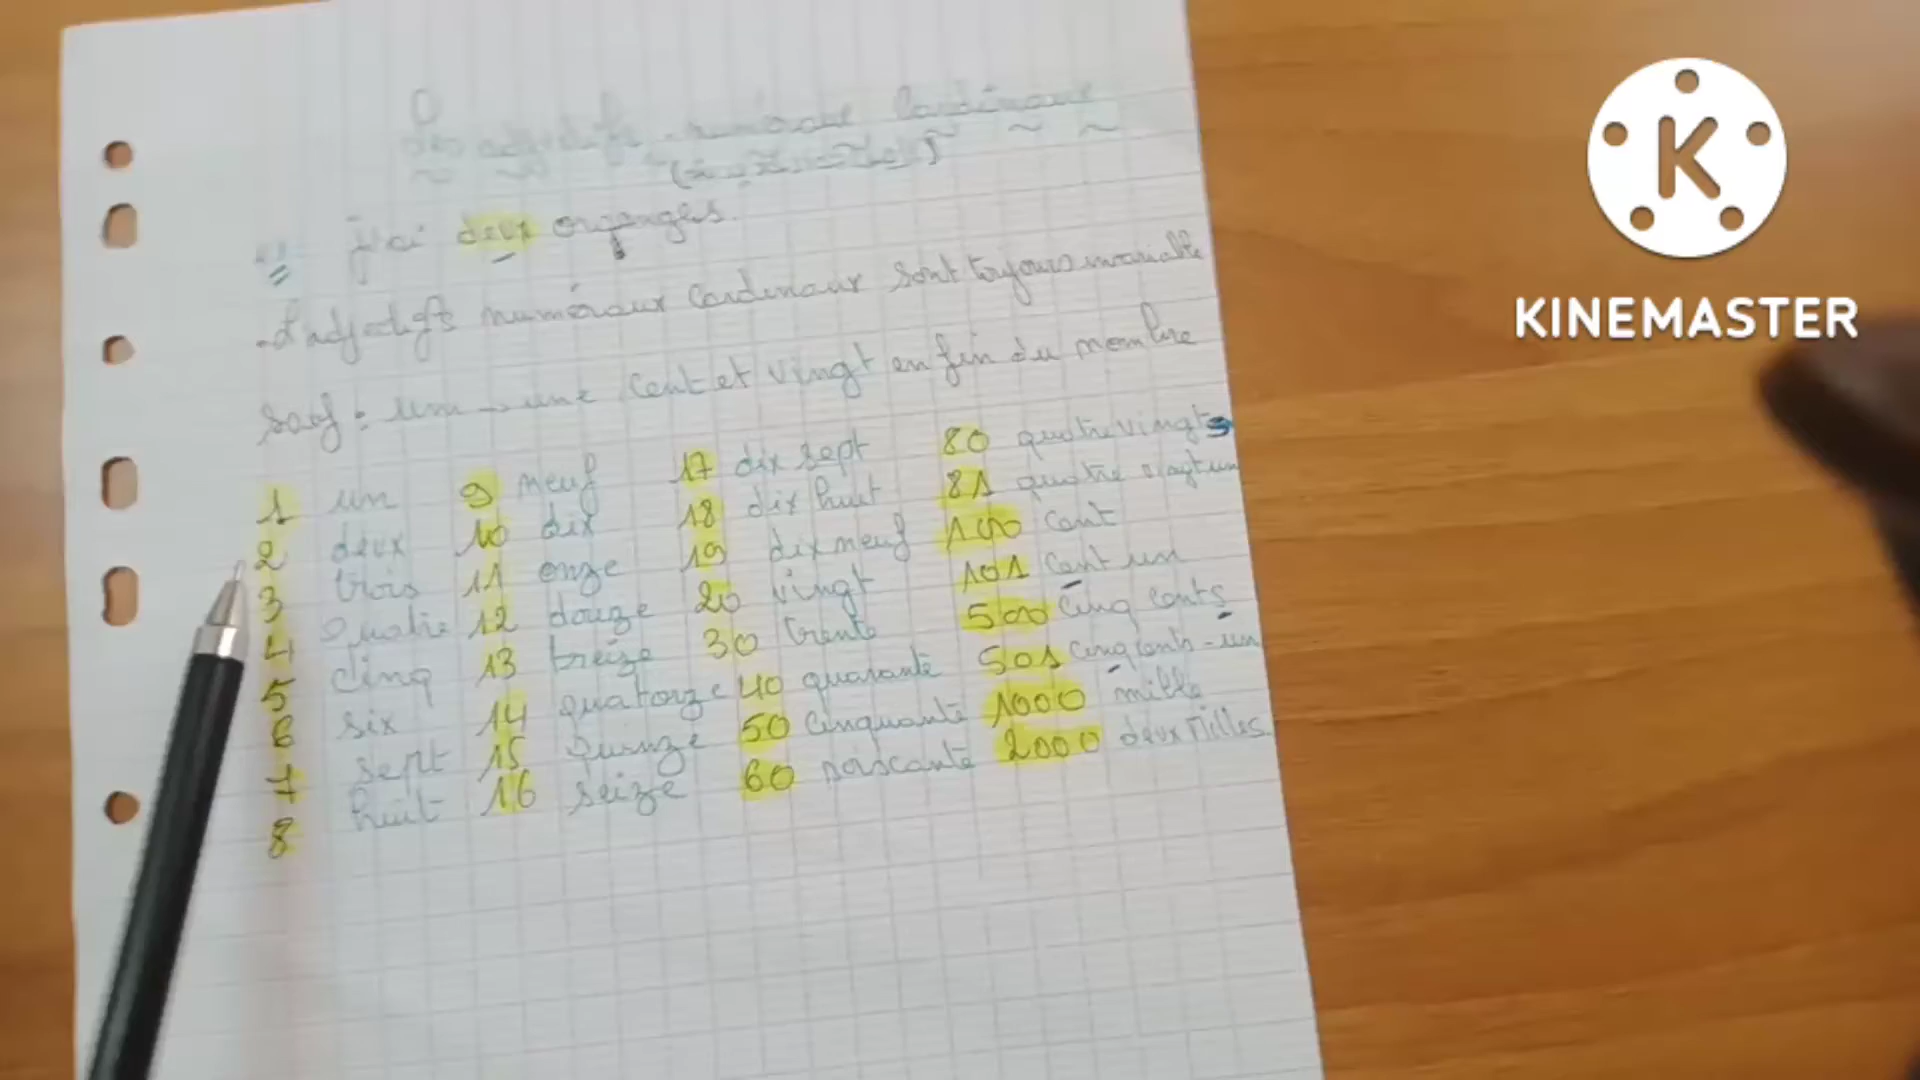 Les adjectifs numéraux Cardinaux
J'ai deux oranges.
- L'adjectifs numéraux Cardinaux sont toujours invariable
sauf : un → une cent et vingt en fin du nombre
1 un 9 neuf 17 dix sept 80 quatre vingts
2 deux 10 dix 18 dix huit 81 quatre vingt un
3 trois 11 onze 19 dix neuf 100 cent
4 quatre 12 douze 20 vingt 101 cent un
5 cinq 13 treize 30 trente 500 cinq cents
6 six 14 quatorze 40 quarante 501 cinq cents - un
7 sept 15 quinze 50 cinquante 1000 mille
8 huit 16 seize 60 soixante 2000 deux Milles.
KINEMASTER